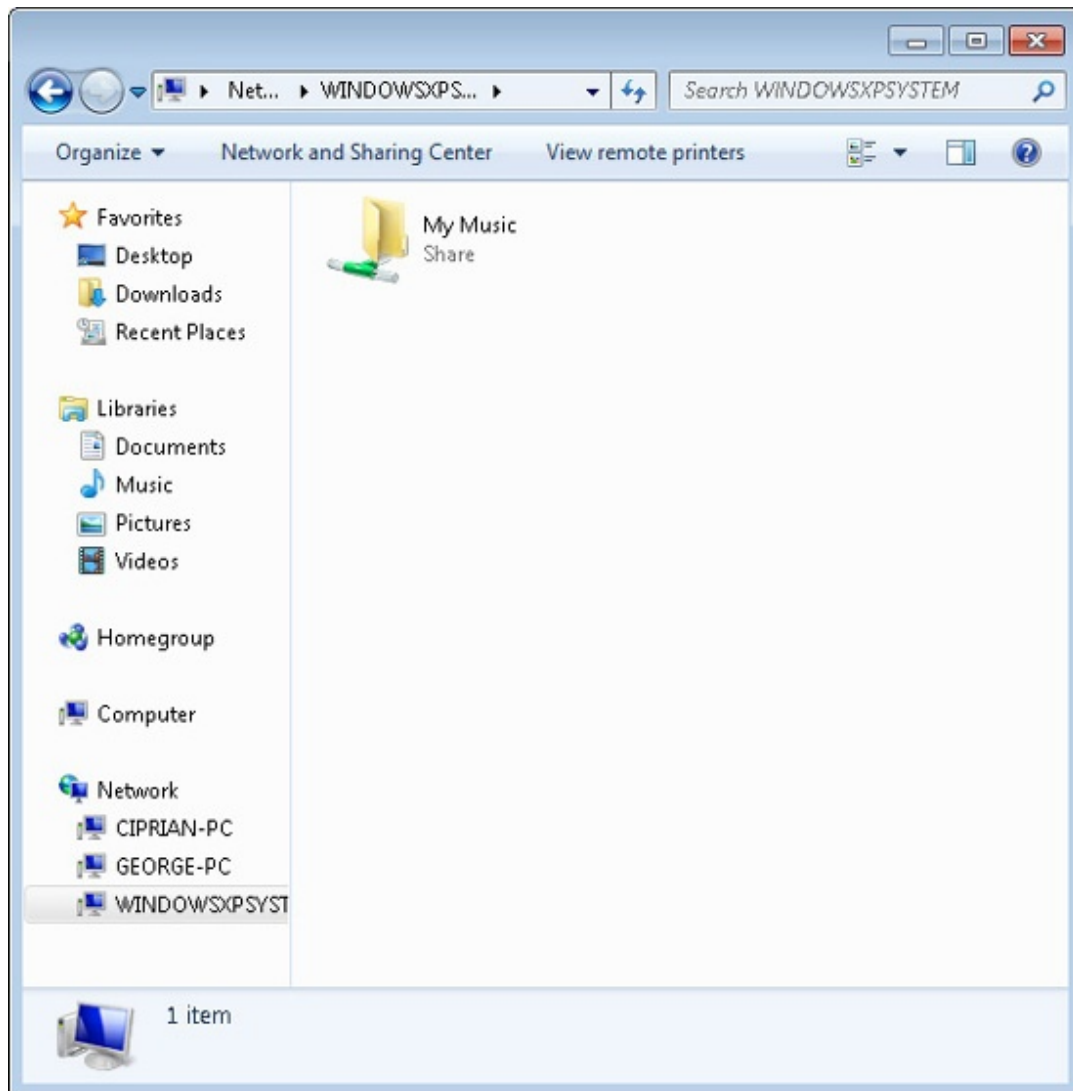 Net... WINDOWSXPS... Search WINDOWSXPSYSTEM
Organize Network and Sharing Center View remote printers
Favorites
Desktop
Downloads
Recent Places
Libraries
Documents
Music
Pictures
Videos
Homegroup
Computer
Network
CIPRIAN-PC
GEORGE-PC
WINDOWSXPSYST
My Music
Share
1 item